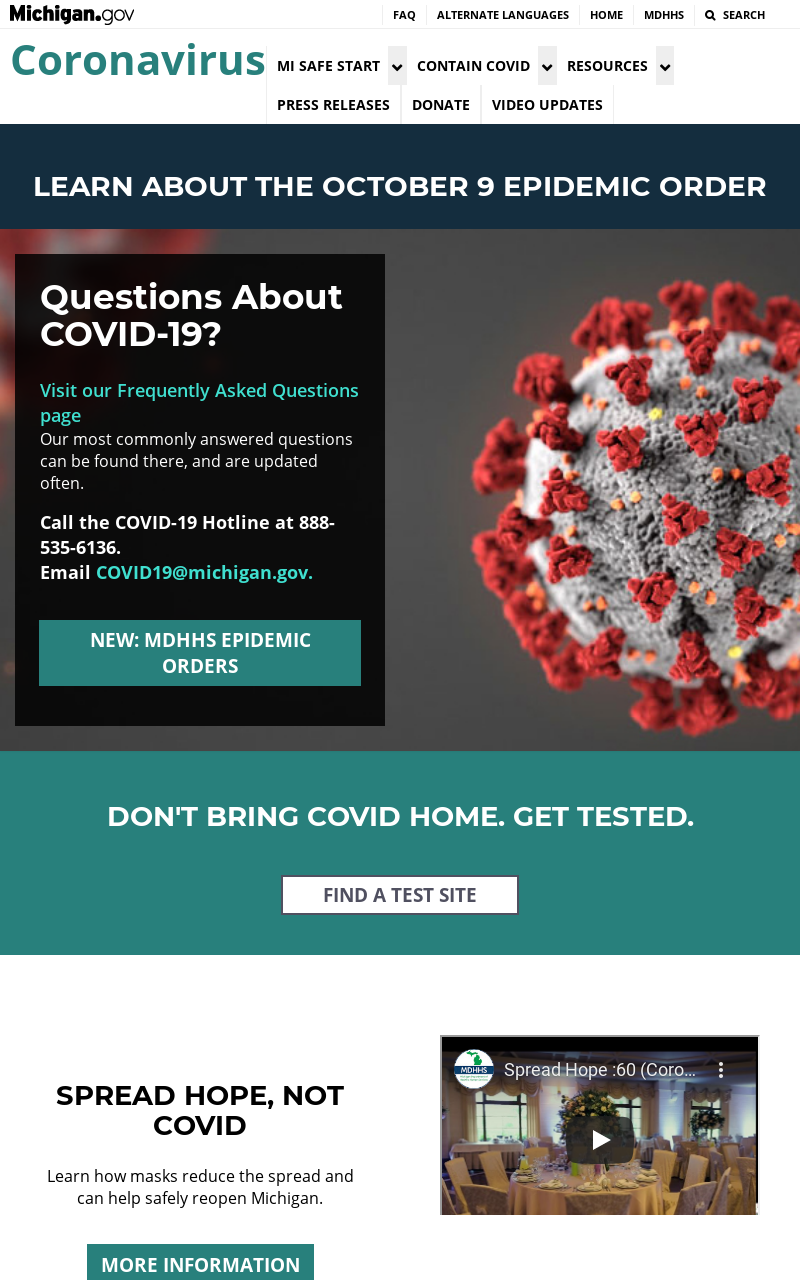 Michigan.gov
FAQ
ALTERNATE LANGUAGES
HOME
MDHHS
SEARCH
Coronavirus
MI SAFE START
CONTAIN COVID
RESOURCES
PRESS RELEASES
DONATE
VIDEO UPDATES
LEARN ABOUT THE OCTOBER 9 EPIDEMIC ORDER
Questions About
COVID-19?
Visit our Frequently Asked Questions
page
Our most commonly answered questions
can be found there, and are updated
often.
Call the COVID-19 Hotline at 888-
535-6136.
Email COVID19@michigan.gov.
NEW: MDHHS EPIDEMIC
ORDERS
DON'T BRING COVID HOME. GET TESTED.
FIND A TEST SITE
SPREAD HOPE, NOT
COVID
Learn how masks reduce the spread and
can help safely reopen Michigan.
MORE INFORMATION
MDHHS
Spread Hope :60 (Coro...